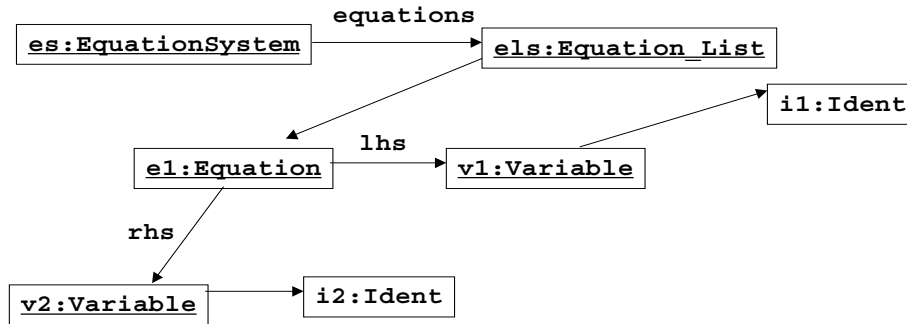 equations
es:EquationSystem
els:Equation_List
i1:Ident
lhs
e1:Equation
v1:Variable
rhs
v2:Variable
i2:Ident